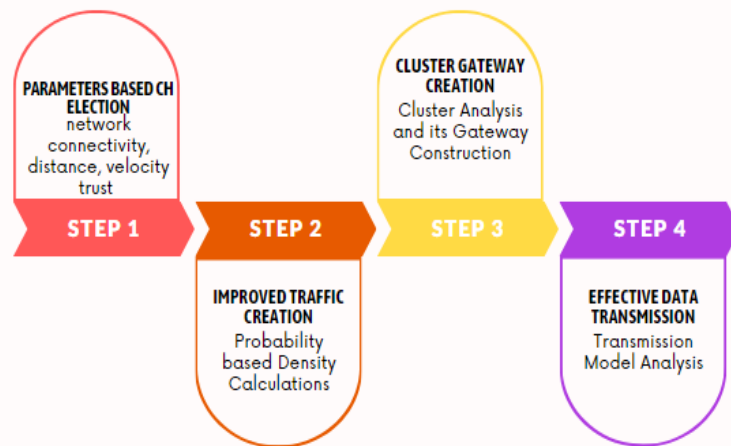 PARAMETERS BASED CH
ELECTION
network
connectivity,
distance, velocity
trust
STEP 1
STEP 2
IMPROVED TRAFFIC
CREATION
Probability
based Density
Calculations
CLUSTER GATEWAY
CREATION
Cluster Analysis
and its Gateway
Construction
STEP 3
STEP 4
EFFECTIVE DATA
TRANSMISSION
Transmission
Model Analysis